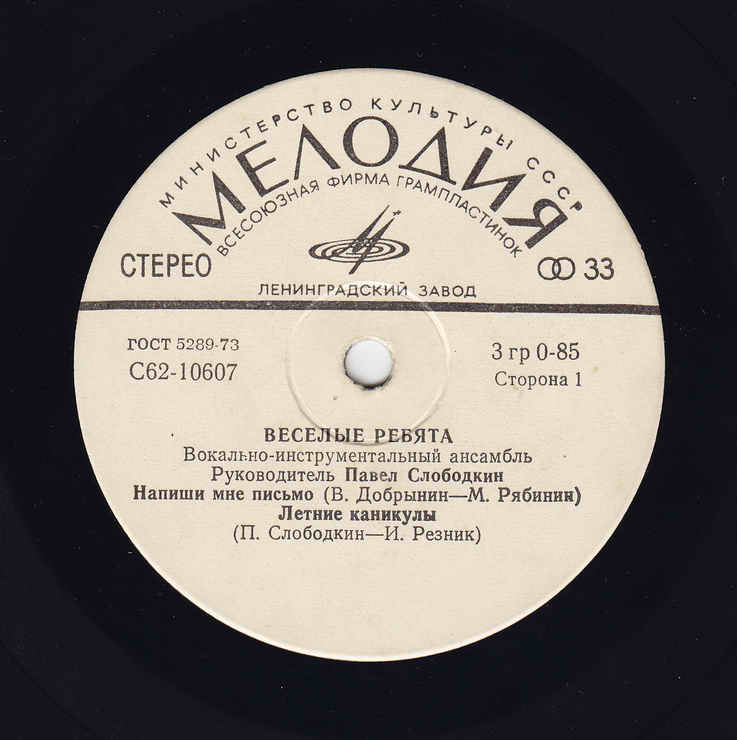 МИНИСТЕРСТВО КУЛЬТУРЫ СССР
МЕЛОДИЯ
ВСЕСОЮЗНАЯ ФИРМА ГРАМПЛАСТИНОК
СТЕРЕО
33
ЛЕНИНГРАДСКИЙ ЗАВОД
ГОСТ 5289-73
С62-10607
3 гр 0-85
Сторона 1
ВЕСЕЛЫЕ РЕБЯТА
Вокально-инструментальный ансамбль
Руководитель Павел Слободкин
Напиши мне письмо (В. Добрынин—М. Рябинин)
Летние каникулы
(П. Слободкин—И. Резник)